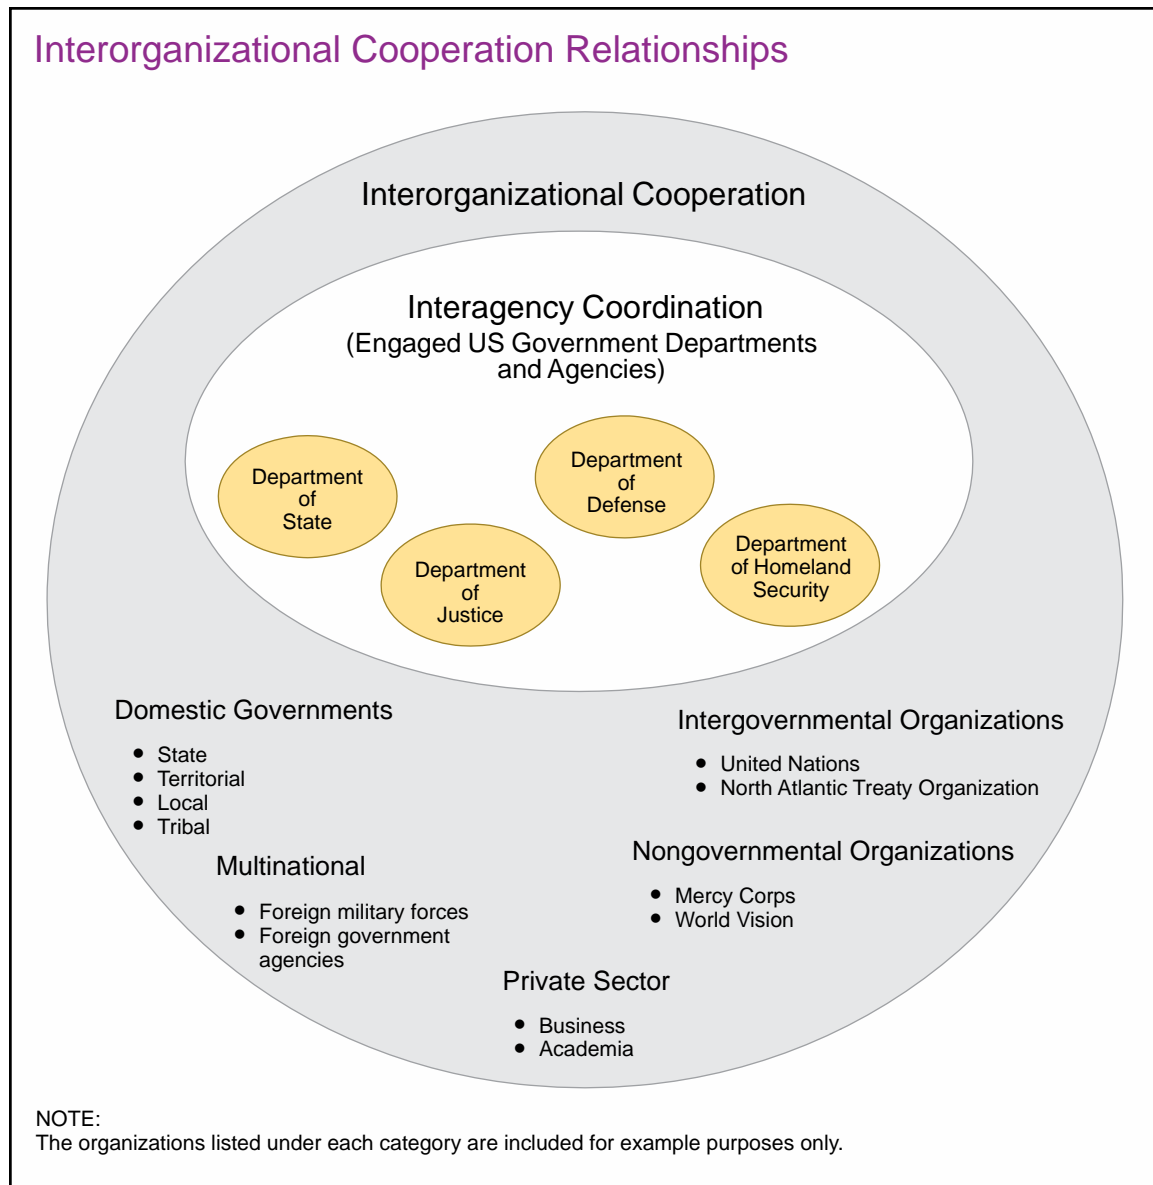 Interorganizational Cooperation Relationships
Interorganizational Cooperation
Interagency Coordination
(Engaged US Government Departments
and Agencies)
Department
of
State
Department
of
Justice
Department
of
Defense
Department
of Homeland
Security
Domestic Governments
• State
• Territorial
• Local
• Tribal
Multinational
• Foreign military forces
• Foreign government
agencies
Private Sector
• Business
• Academia
Intergovernmental Organizations
• United Nations
• North Atlantic Treaty Organization
Nongovernmental Organizations
• Mercy Corps
• World Vision
NOTE:
The organizations listed under each category are included for example purposes only.